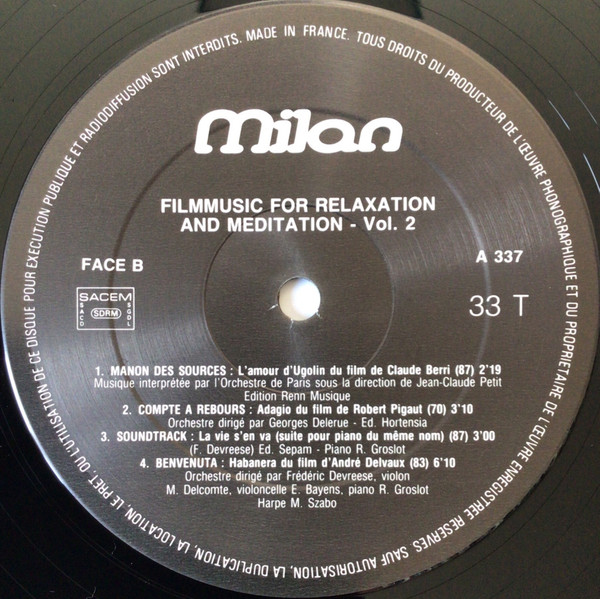 MADE IN FRANCE. TOUS DROITS DU PRODUCTEUR DE L'ŒUVRE PHONOGRAPHIQUE ET DU PROPRIETAIRE DE L'ŒUVRE ENREGISTREE RESERVES SAUF AUTORISATION, LA DUPLICATION, LA LOCATION, LE PRET, OU L'UTILISATION DE CE DISQUE POUR EXECUTION PUBLIQUE ET RADIODIFFUSION SONT INTERDITS.
Milan
FILMMUSIC FOR RELAXATION
AND MEDITATION - Vol. 2
FACE B
A 337
SACEM
SACD
SDRM
SGDL
33 T
1. MANON DES SOURCES : L'amour d'Ugolin du film de Claude Berri (87) 2'19
Musique interprétée par l'Orchestre de Paris sous la direction de Jean-Claude Petit
Edition Renn Musique
2. COMPTE A REBOURS : Adagio du film de Robert Pigaut (70) 3'10
Orchestre dirigé par Georges Delerue - Ed. Hortensia
3. SOUNDTRACK : La vie s'en va (suite pour piano du même nom) (87) 3'00
(F. Devreese) Ed. Sepam - Piano R. Groslot
4. BENVENUTA : Habanera du film d'André Delvaux (83) 6'10
Orchestre dirigé par Frédéric Devreese, violon
M. Delcomte, violoncelle E. Bayens, piano R. Groslot
Harpe M. Szabo